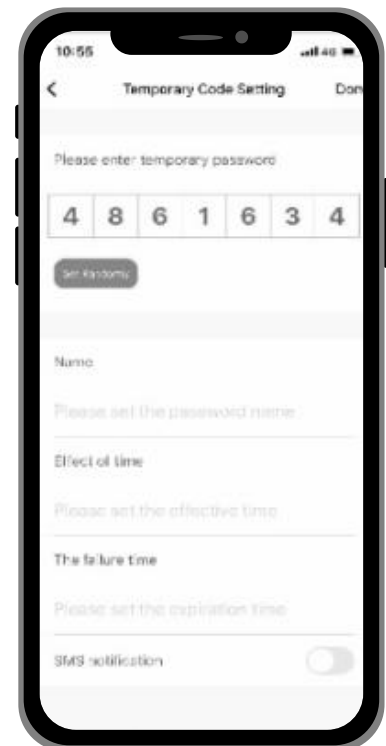 10:55 4G
< Temporary Code Setting Don
Please enter temporary password
4 8 6 1 6 3 4
Set Randomly
Name
Please set the password name
Effect of time
Please set the effective time
The failure time
Please set the expiration time
SMS notification